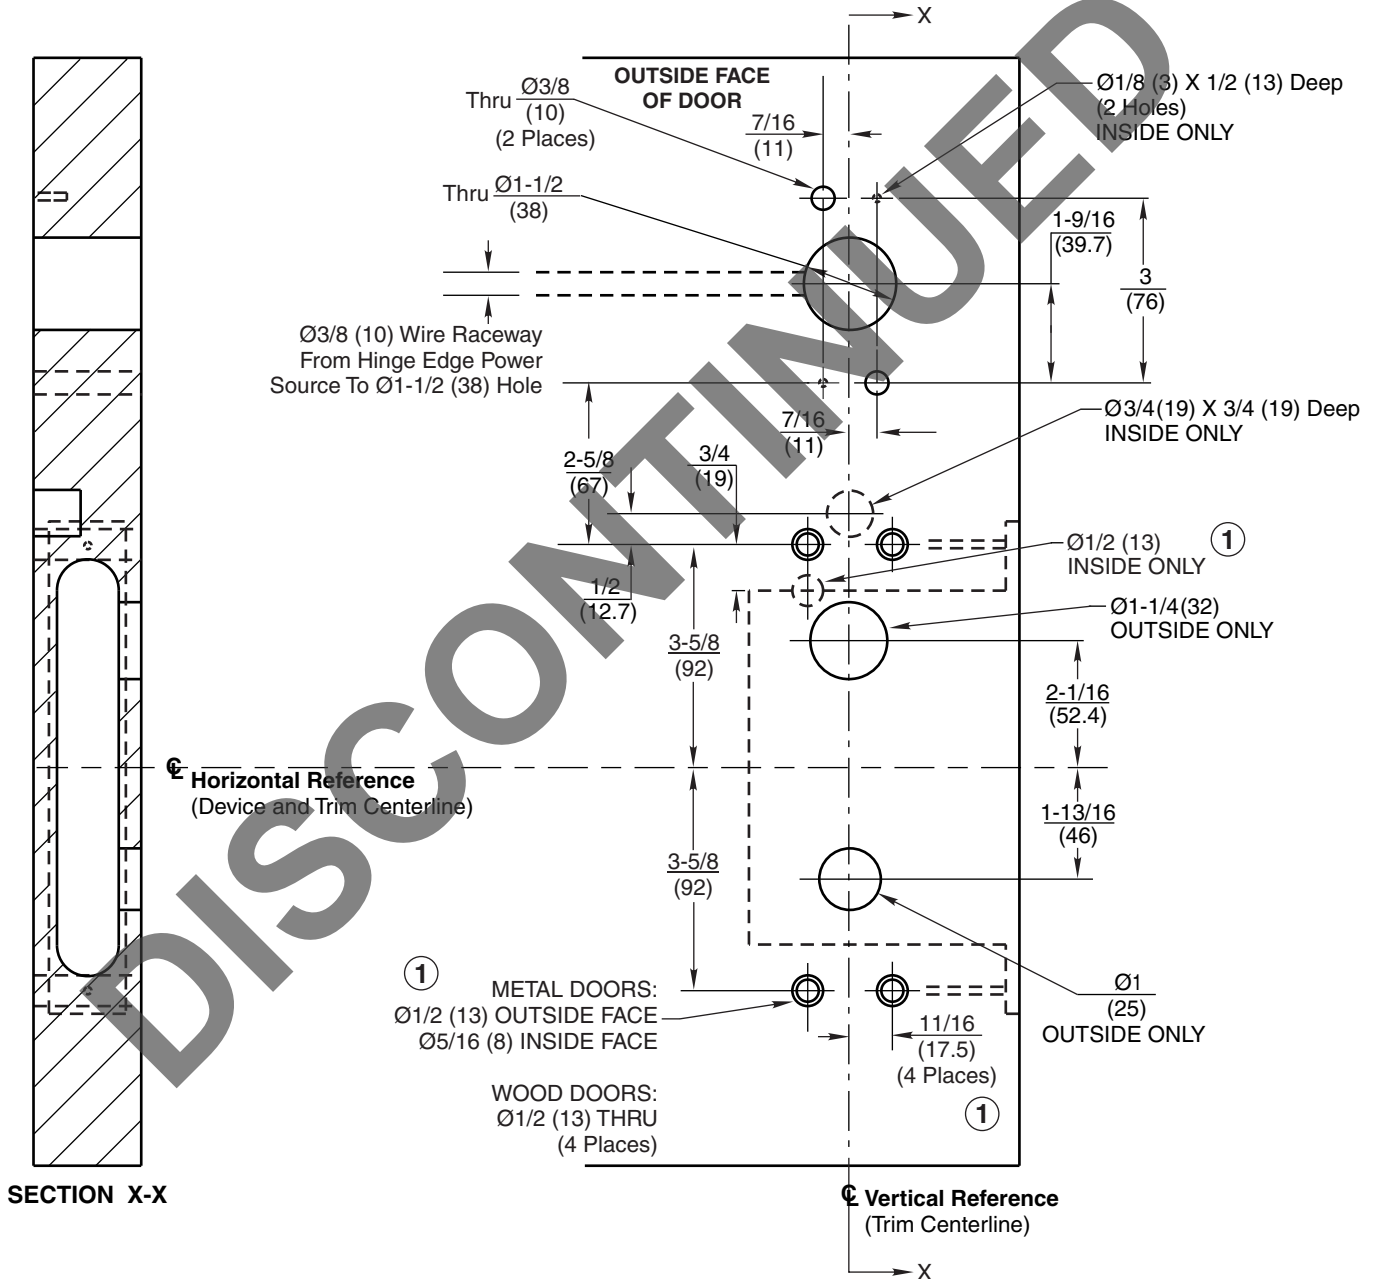 X
OUTSIDE FACE
OF DOOR
Thru Ø3/8
(10)
(2 Places)
7/16
(11)
Ø1/8 (3) X 1/2 (13) Deep
(2 Holes)
INSIDE ONLY
Thru Ø1-1/2
(38)
1-9/16
(39.7)
3
(76)
Ø3/8 (10) Wire Raceway
From Hinge Edge Power
Source To Ø1-1/2 (38) Hole
7/16
(11)
Ø3/4(19) X 3/4 (19) Deep
INSIDE ONLY
2-5/8
(67)
3/4
(19)
1/2
(12.7)
Ø1/2 (13)
INSIDE ONLY
1
Ø1-1/4(32)
OUTSIDE ONLY
3-5/8
(92)
2-1/16
(52.4)
CL Horizontal Reference
(Device and Trim Centerline)
1-13/16
(46)
3-5/8
(92)
1
METAL DOORS:
Ø1/2 (13) OUTSIDE FACE
Ø5/16 (8) INSIDE FACE
Ø1
(25)
OUTSIDE ONLY
11/16
(17.5)
(4 Places)
WOOD DOORS:
Ø1/2 (13) THRU
(4 Places)
1
SECTION X-X
CL Vertical Reference
(Trim Centerline)
X
DISCONTINUED